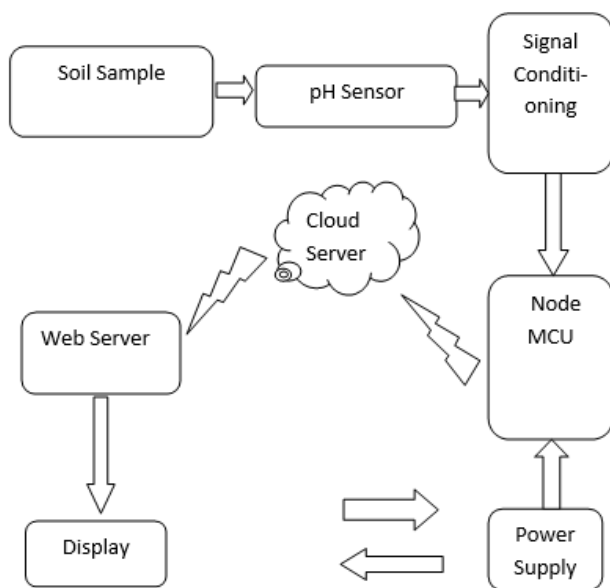 Soil Sample
pH Sensor
Signal
Conditi-
oning
Cloud
Server
Node
MCU
Web Server
Display
Power
Supply